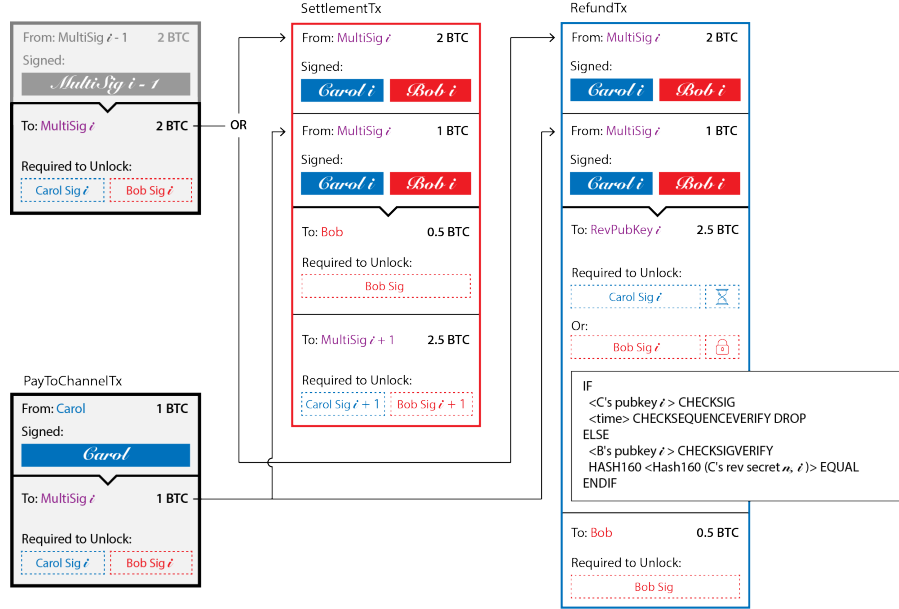 From: MultiSig i - 1 2 BTC
Signed:
MultiSig i - 1
To: MultiSig i 2 BTC
Required to Unlock:
Carol Sig i Bob Sig i
OR
PayToChannelTx
From: Carol 1 BTC
Signed:
Carol
To: MultiSig i 1 BTC
Required to Unlock:
Carol Sig i Bob Sig i
SettlementTx
From: MultiSig i 2 BTC
Signed:
Carol i Bob i
From: MultiSig i 1 BTC
Signed:
Carol i Bob i
To: Bob 0.5 BTC
Required to Unlock:
Bob Sig
To: MultiSig i + 1 2.5 BTC
Required to Unlock:
Carol Sig i + 1 Bob Sig i + 1
RefundTx
From: MultiSig i 2 BTC
Signed:
Carol i Bob i
From: MultiSig i 1 BTC
Signed:
Carol i Bob i
To: RevPubKey i 2.5 BTC
Required to Unlock:
Carol Sig i
Or:
Bob Sig i
IF
<C's pubkey i > CHECKSIG
<time> CHECKSEQUENCEVERIFY DROP
ELSE
<B's pubkey i > CHECKSIGVERIFY
HASH160 <Hash160 (C's rev secret n, i )> EQUAL
ENDIF
To: Bob 0.5 BTC
Required to Unlock:
Bob Sig